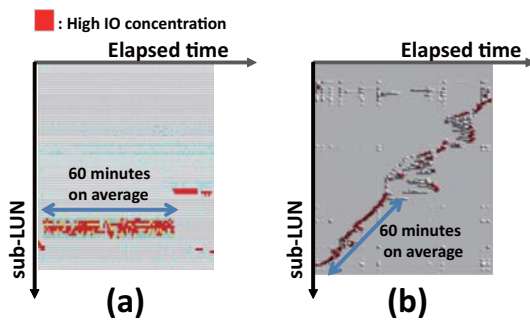 : High IO concentration
Elapsed time
Elapsed time
sub-LUN
60 minutes
on average
sub-LUN
60 minutes
on average
(a)
(b)